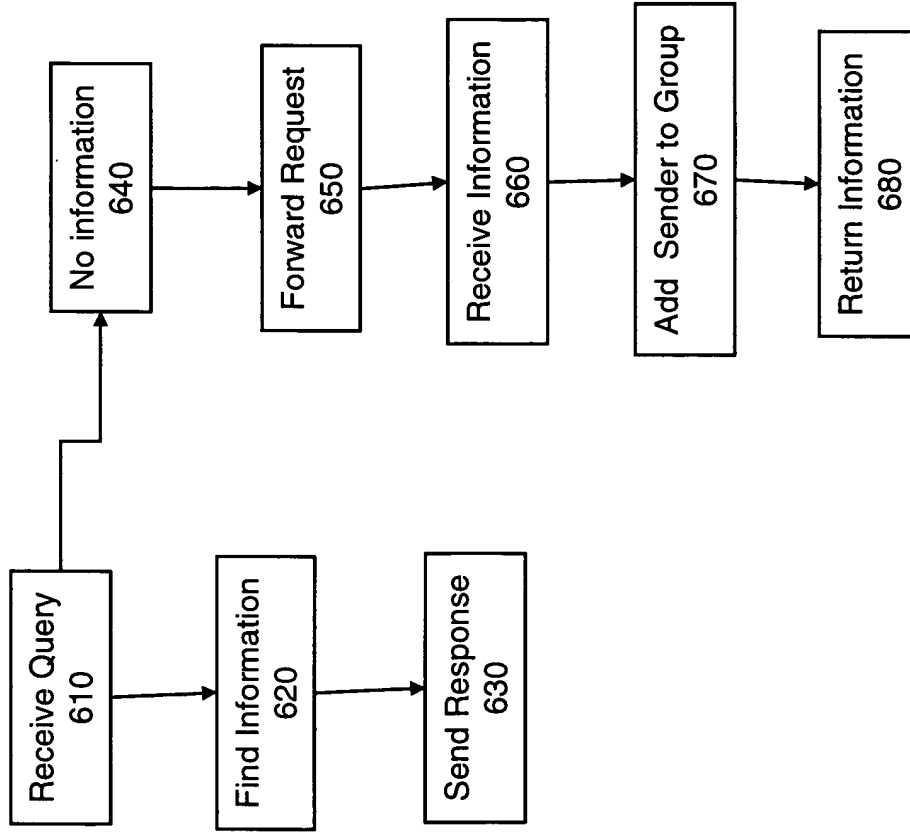 Receive Query
610
Find Information
620
Send Response
630
No information
640
Forward Request
650
Receive Information
660
Add Sender to Group
670
Return Information
680